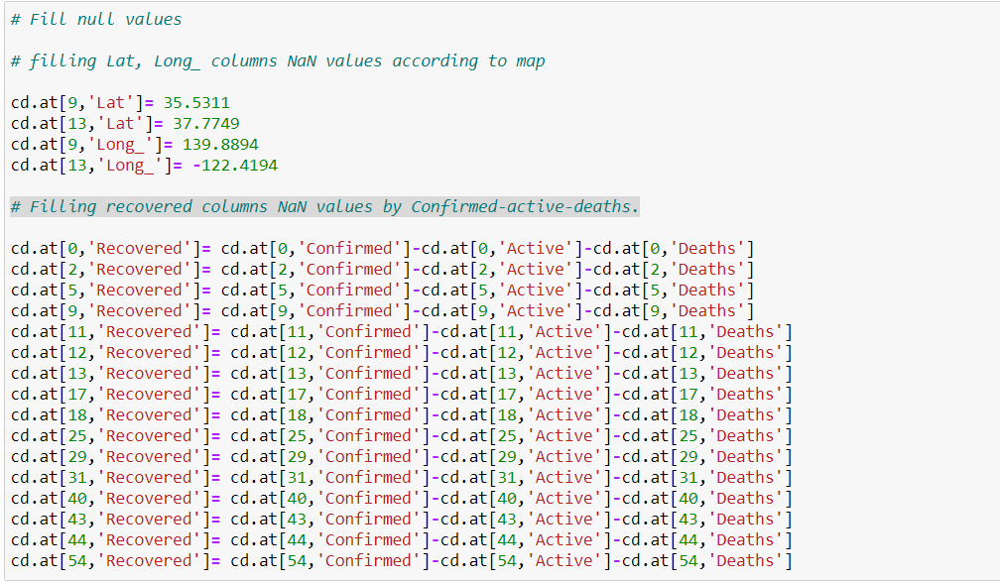 # Fill null values
# filling Lat, Long_ columns NaN values according to map
cd.at[9,'Lat']= 35.5311
cd.at[13,'Lat']= 37.7749
cd.at[9,'Long_']= 139.8894
cd.at[13,'Long_']= -122.4194
# Filling recovered columns NaN values by Confirmed-active-deaths.
cd.at[0,'Recovered']= cd.at[0,'Confirmed']-cd.at[0,'Active']-cd.at[0,'Deaths']
cd.at[2,'Recovered']= cd.at[2,'Confirmed']-cd.at[2,'Active']-cd.at[2,'Deaths']
cd.at[5,'Recovered']= cd.at[5,'Confirmed']-cd.at[5,'Active']-cd.at[5,'Deaths']
cd.at[9,'Recovered']= cd.at[9,'Confirmed']-cd.at[9,'Active']-cd.at[9,'Deaths']
cd.at[11,'Recovered']= cd.at[11,'Confirmed']-cd.at[11,'Active']-cd.at[11,'Deaths']
cd.at[12,'Recovered']= cd.at[12,'Confirmed']-cd.at[12,'Active']-cd.at[12,'Deaths']
cd.at[13,'Recovered']= cd.at[13,'Confirmed']-cd.at[13,'Active']-cd.at[13,'Deaths']
cd.at[17,'Recovered']= cd.at[17,'Confirmed']-cd.at[17,'Active']-cd.at[17,'Deaths']
cd.at[18,'Recovered']= cd.at[18,'Confirmed']-cd.at[18,'Active']-cd.at[18,'Deaths']
cd.at[25,'Recovered']= cd.at[25,'Confirmed']-cd.at[25,'Active']-cd.at[25,'Deaths']
cd.at[29,'Recovered']= cd.at[29,'Confirmed']-cd.at[29,'Active']-cd.at[29,'Deaths']
cd.at[31,'Recovered']= cd.at[31,'Confirmed']-cd.at[31,'Active']-cd.at[31,'Deaths']
cd.at[40,'Recovered']= cd.at[40,'Confirmed']-cd.at[40,'Active']-cd.at[40,'Deaths']
cd.at[43,'Recovered']= cd.at[43,'Confirmed']-cd.at[43,'Active']-cd.at[43,'Deaths']
cd.at[44,'Recovered']= cd.at[44,'Confirmed']-cd.at[44,'Active']-cd.at[44,'Deaths']
cd.at[54,'Recovered']= cd.at[54,'Confirmed']-cd.at[54,'Active']-cd.at[54,'Deaths']